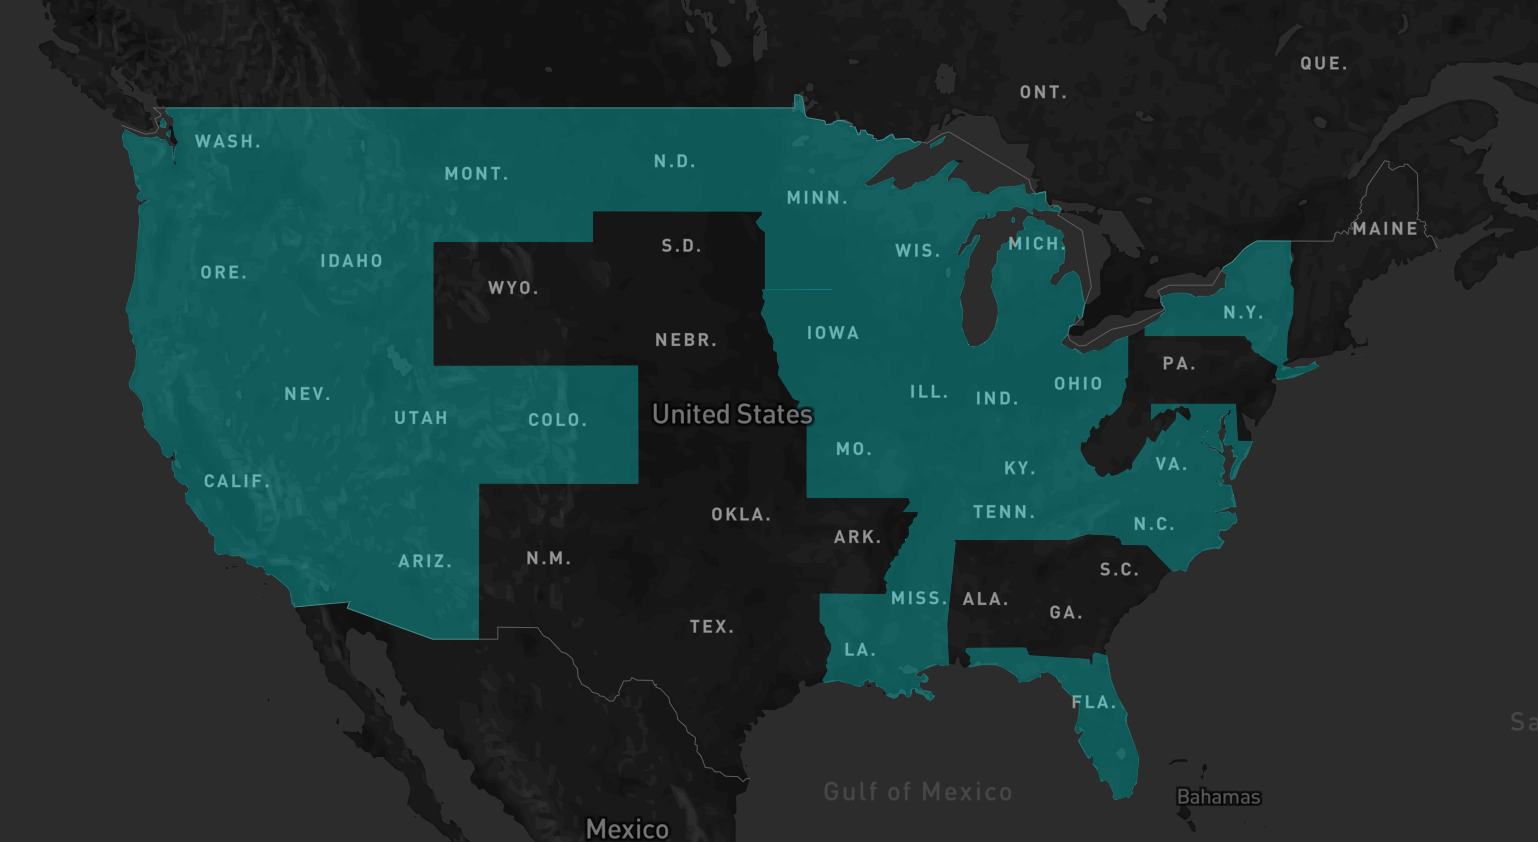 QUE.
ONT.
WASH.
N.D.
MONT.
MINN.
MAINE
MICH.
S.D.
WIS.
IDAHO
ORE.
WYO.
N.Y.
IOWA
NEBR.
PA.
OHIO
ILL.
NEV.
IND.
United States
UTAH
COLO.
MO.
VA.
KY.
CALIF.
TENN.
OKLA.
N.C.
ARK.
N.M.
ARIZ.
S.C.
MISS.
ALA.
GA.
TEX.
LA.
FLA.
Sa
Gulf of Mexico
Bahamas
Mexico